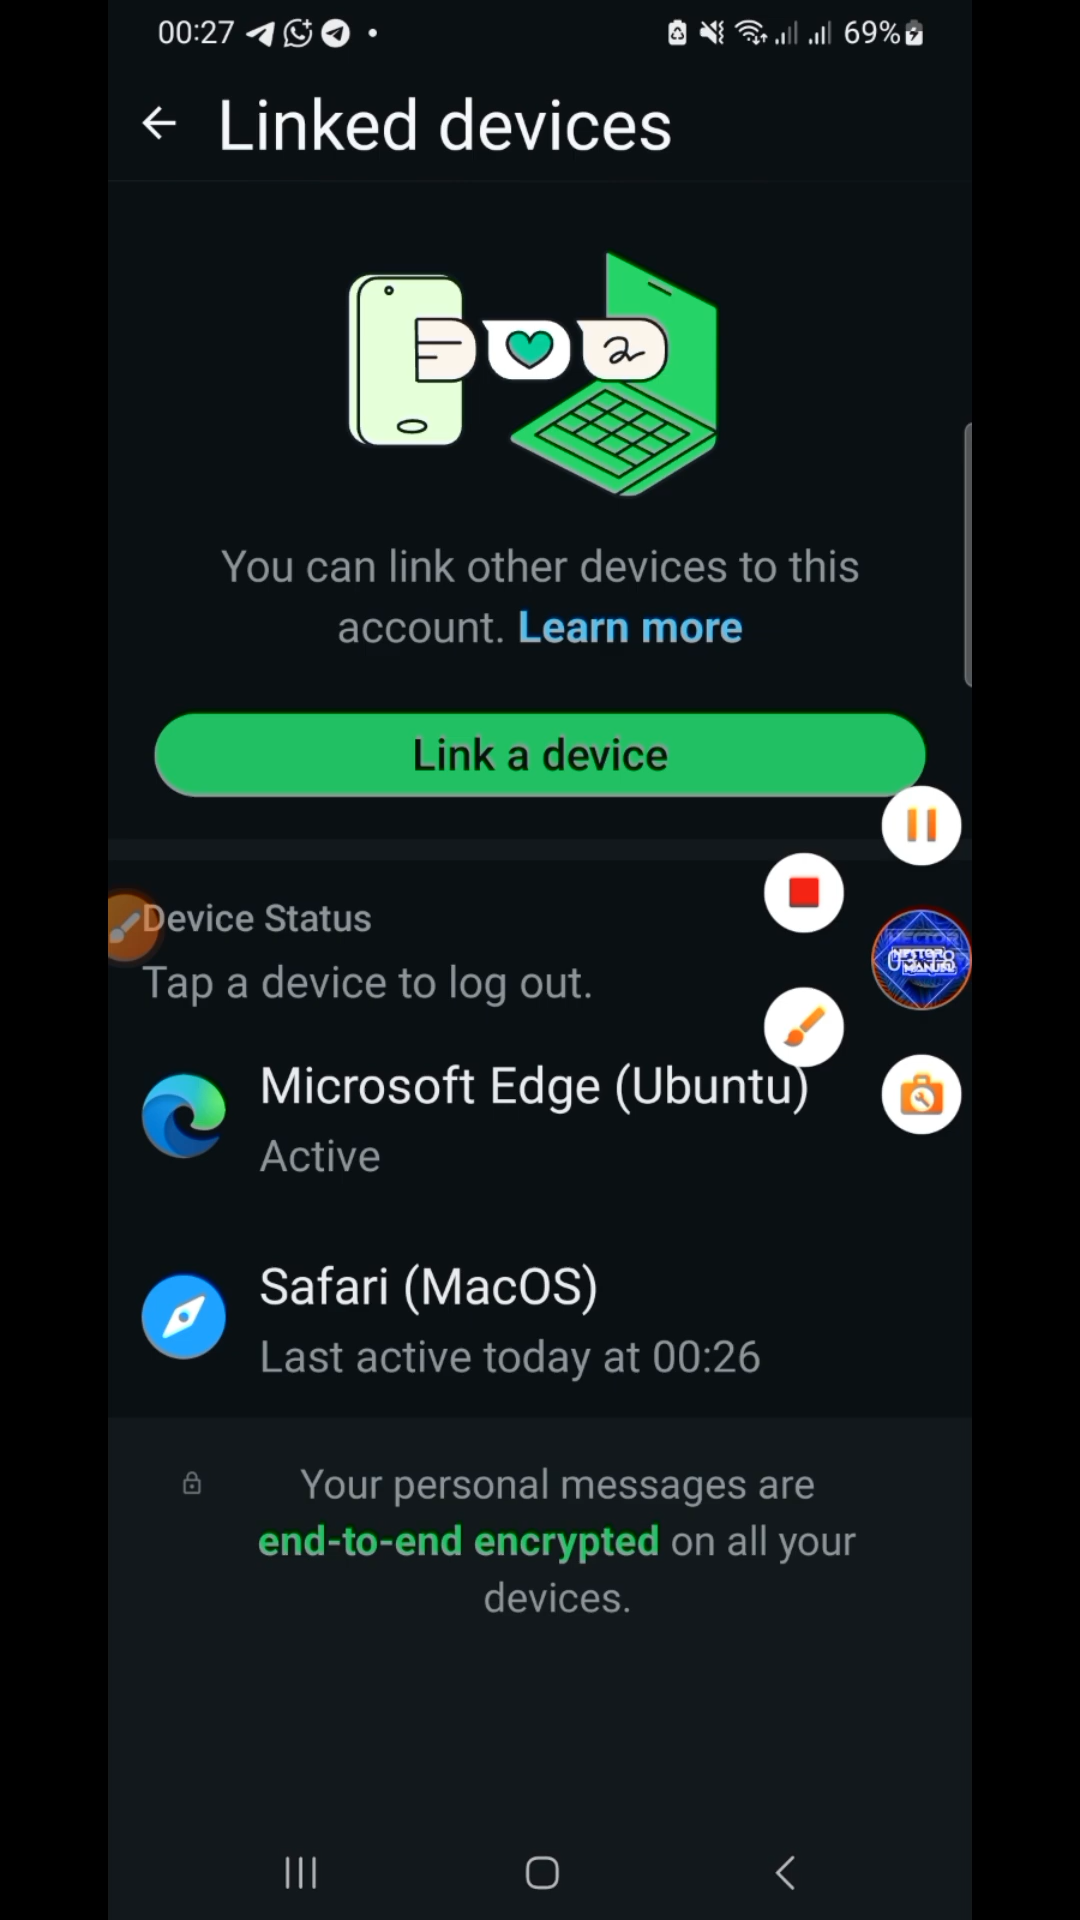 00:27
69%
Linked devices
You can link other devices to this
account. Learn more
Link a device
Device Status
Tap a device to log out.
Microsoft Edge (Ubuntu)
Active
Safari (MacOS)
Last active today at 00:26
Your personal messages are
end-to-end encrypted on all your
devices.